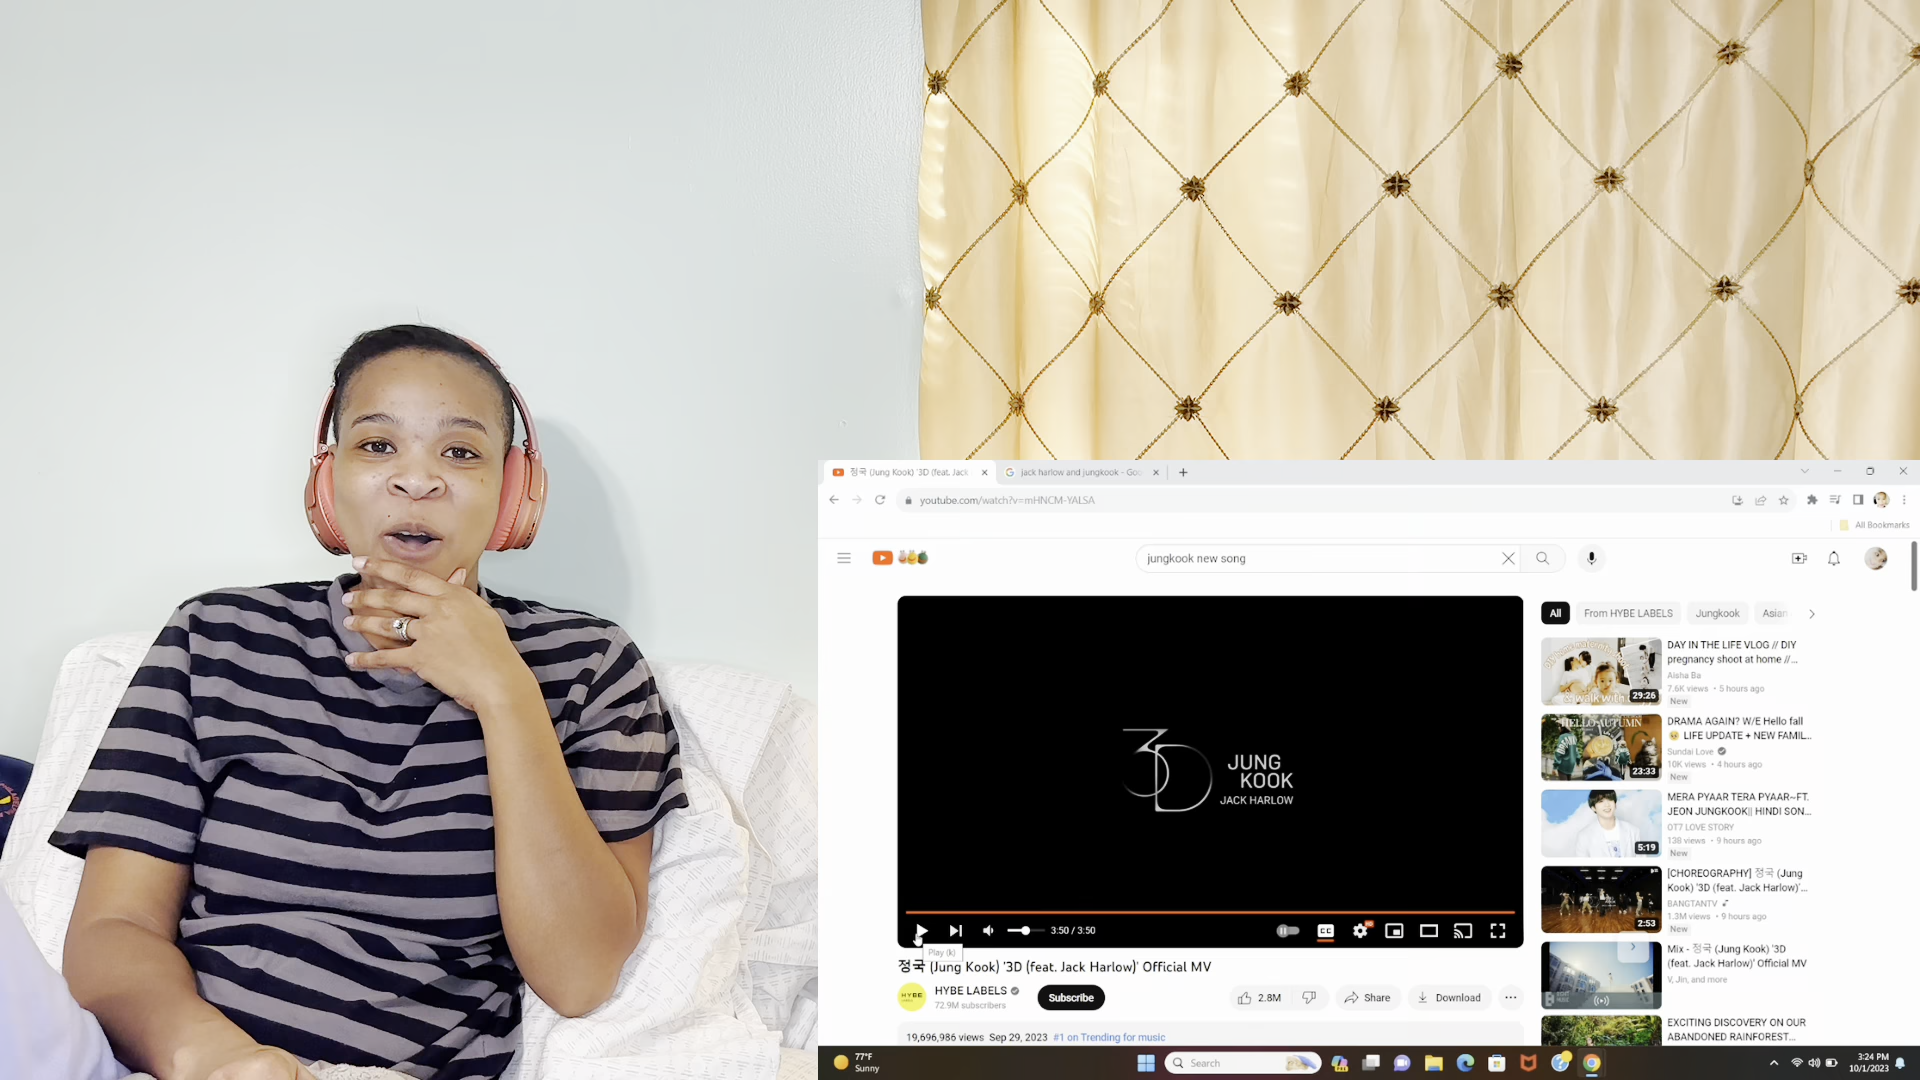 정국 (Jung Kook) '3D (feat. Jack
jack harlow and jungkook - Goo
youtube.com/watch?v=mHNCM-YALSA
All Bookmarks
jungkook new song
All
From HYBE LABELS
Jungkook
Asian
3D
JUNG
KOOK
JACK HARLOW
3:50 / 3:50
CC
Play (k)
정국 (Jung Kook) '3D (feat. Jack Harlow)' Official MV
HYBE
HYBE LABELS
72.9M subscribers
Subscribe
2.8M
Share
Download
19,696,986 views Sep 29, 2023 #1 on Trending for music
29:26
DAY IN THE LIFE VLOG // DIY
pregnancy shoot at home //...
Aisha Ba
7.6K views • 5 hours ago
New
HELLO AUTUMN
23:33
DRAMA AGAIN? W/E Hello fall
LIFE UPDATE + NEW FAMIL...
Sundai Love
10K views • 4 hours ago
New
5:19
MERA PYAAR TERA PYAAR~FT.
JEON JUNGKOOK|| HINDI SON...
OT7 LOVE STORY
138 views • 9 hours ago
New
2:53
[CHOREOGRAPHY] 정국 (Jung
Kook) '3D (feat. Jack Harlow)'...
BANGTANTV
1.3M views • 9 hours ago
New
Mix - 정국 (Jung Kook) '3D
(feat. Jack Harlow)' Official MV
V, Jin, and more
EXCITING DISCOVERY ON OUR
ABANDONED RAINFOREST...
77°F
Sunny
Search
3:24 PM
10/1/2023